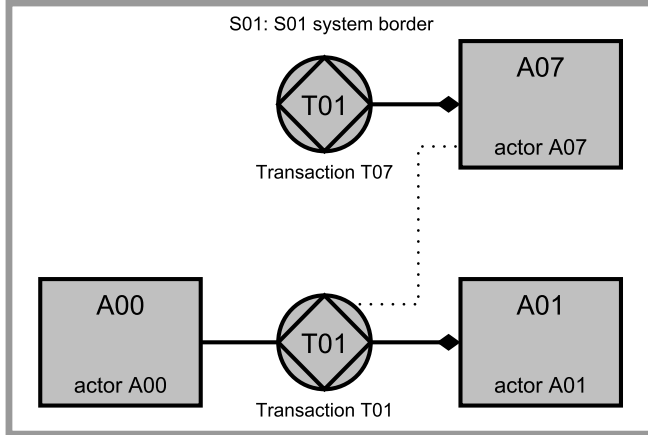 S01: S01 system border
T01
A07
actor A07
Transaction T07
A00
actor A00
T01
A01
actor A01
Transaction T01